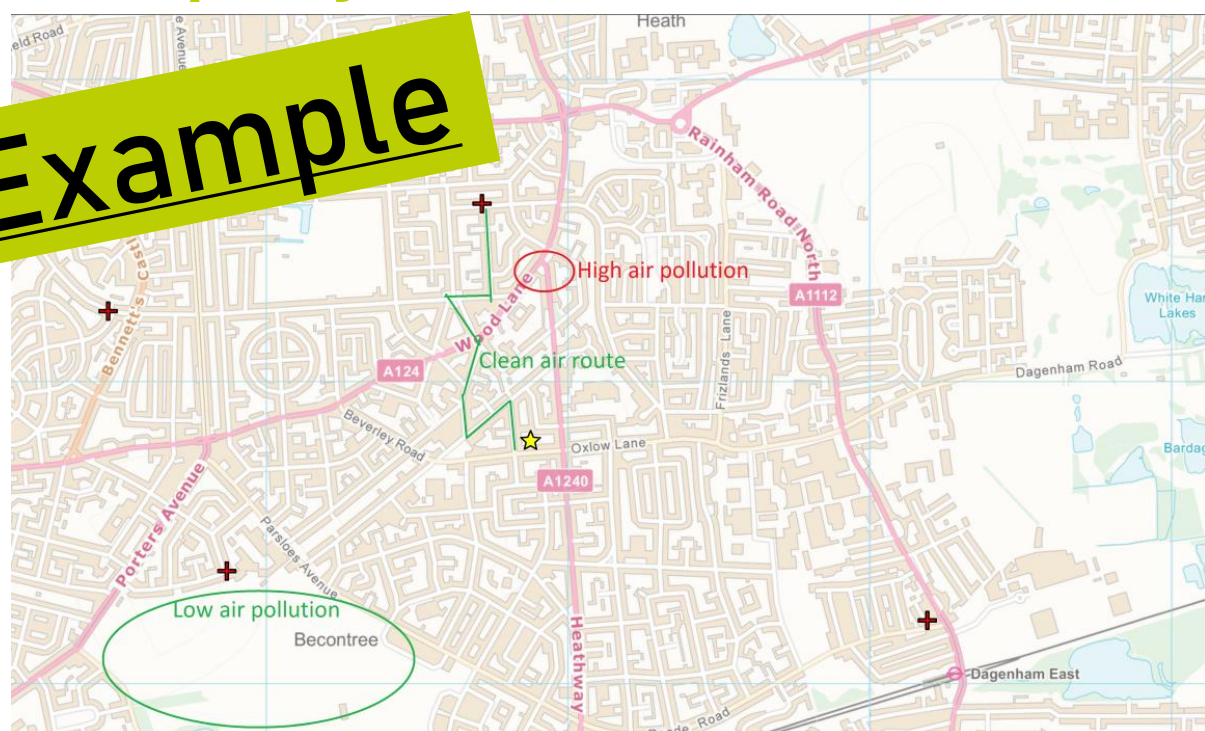 Heath
Example
Rainham Road North
High air pollution
A1112
White Har
Lakes
Bennett's
Wood Lane
Clean air route
A124
Frizlands Lane
Dagenham Road
Beverley Road
Oxlow Lane
A1240
Porters Avenue
Parsloes Avenue
Low air pollution
Becontree
Heathway
Dagenham East
Road